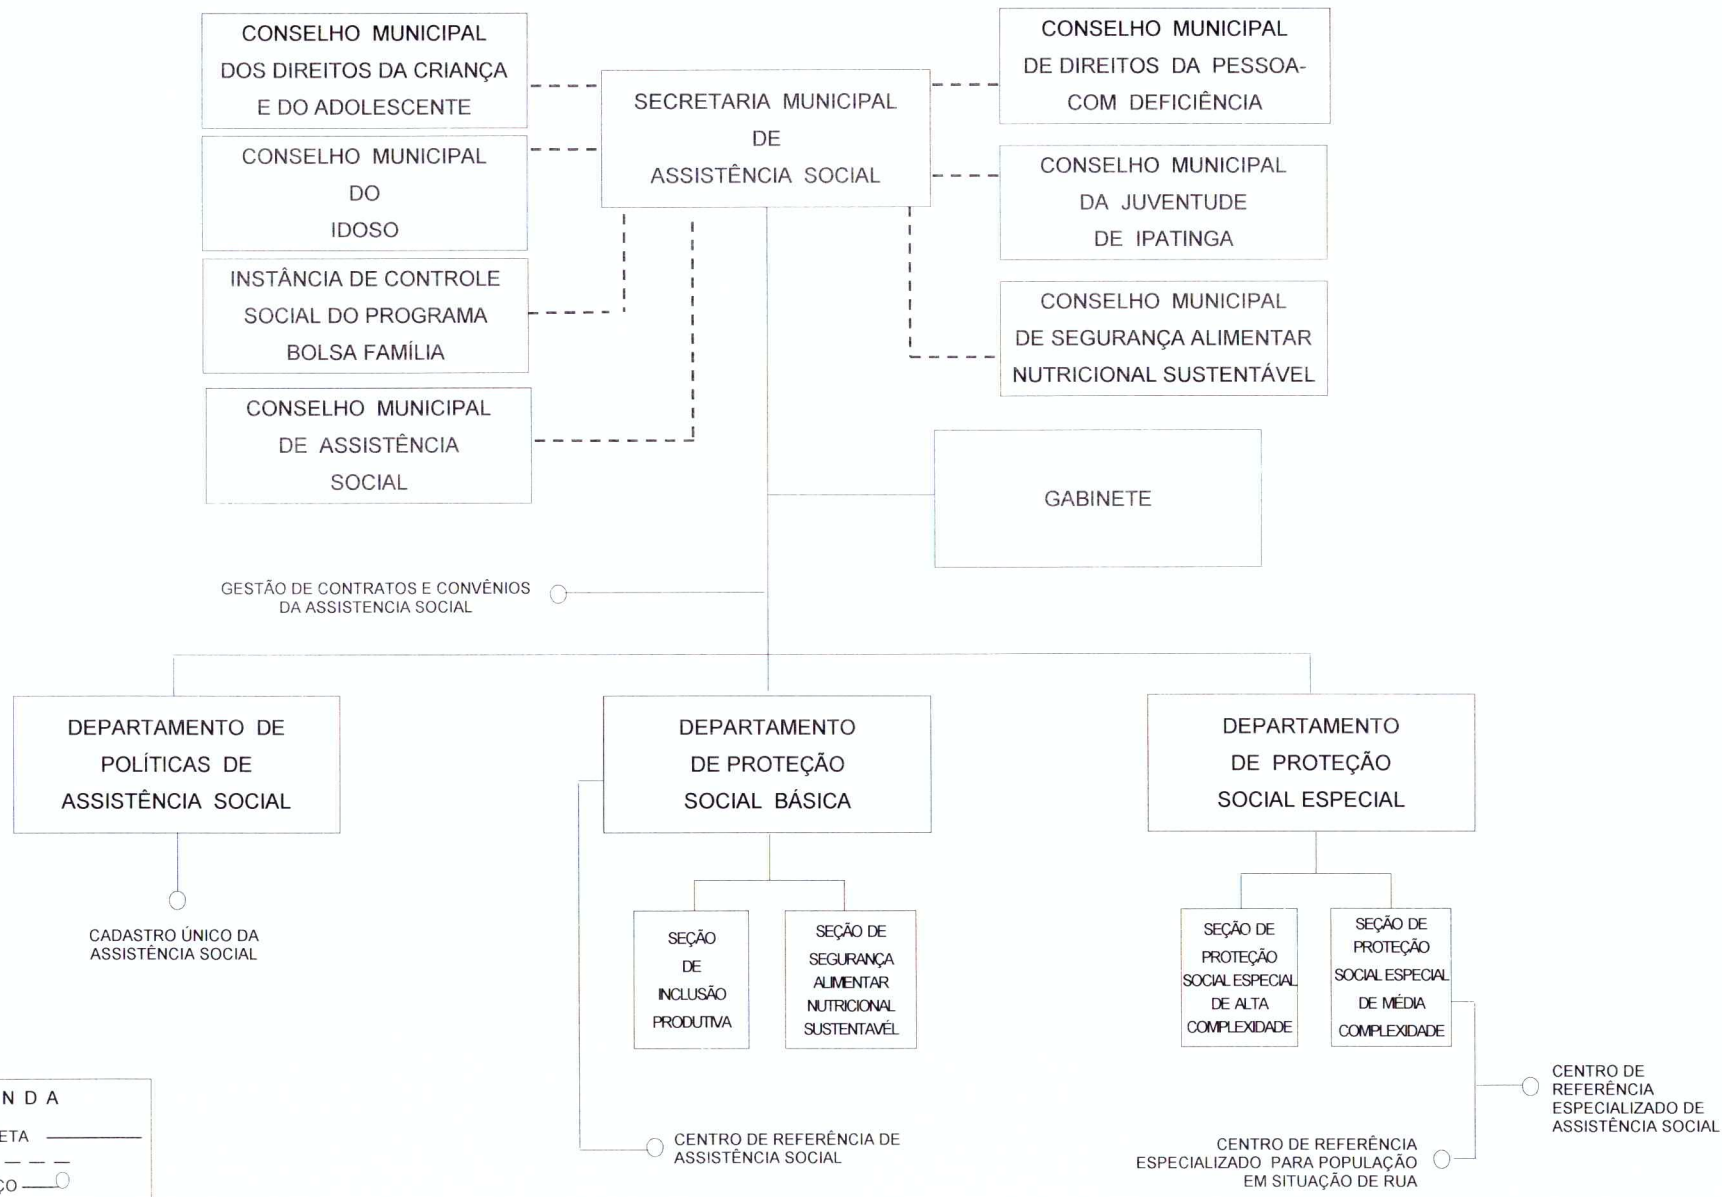 CONSELHO MUNICIPAL
DOS DIREITOS DA CRIANÇA
E DO ADOLESCENTE
CONSELHO MUNICIPAL
DO
IDOSO
INSTÂNCIA DE CONTROLE
SOCIAL DO PROGRAMA
BOLSA FAMÍLIA
CONSELHO MUNICIPAL
DE ASSISTÊNCIA
SOCIAL
SECRETARIA MUNICIPAL
DE
ASSISTÊNCIA SOCIAL
CONSELHO MUNICIPAL
DE DIREITOS DA PESSOA-
COM DEFICIÊNCIA
CONSELHO MUNICIPAL
DA JUVENTUDE
DE IPATINGA
CONSELHO MUNICIPAL
DE SEGURANÇA ALIMENTAR
NUTRICIONAL SUSTENTÁVEL
GABINETE
GESTÃO DE CONTRATOS E CONVÊNIOS
DA ASSISTENCIA SOCIAL
DEPARTAMENTO DE
POLÍTICAS DE
ASSISTÊNCIA SOCIAL
CADASTRO ÚNICO DA
ASSISTÊNCIA SOCIAL
DEPARTAMENTO
DE PROTEÇÃO
SOCIAL BÁSICA
SEÇÃO
DE
INCLUSÃO
PRODUTIVA
SEÇÃO DE
SEGURANÇA
ALIMENTAR
NUTRICIONAL
SUSTENTAVÉL
CENTRO DE REFERÊNCIA DE
ASSISTÊNCIA SOCIAL
DEPARTAMENTO
DE PROTEÇÃO
SOCIAL ESPECIAL
SEÇÃO DE
PROTEÇÃO
SOCIAL ESPECIAL
DE ALTA
COMPLEXIDADE
SEÇÃO DE
PROTEÇÃO
SOCIAL ESPECIAL
DE MÉDIA
COMPLEXIDADE
CENTRO DE
REFERÊNCIA
ESPECIALIZADO DE
ASSISTÊNCIA SOCIAL
CENTRO DE REFERÊNCIA
ESPECIALIZADO PARA POPULAÇÃO
EM SITUAÇÃO DE RUA
N D A
ETA
ÇO